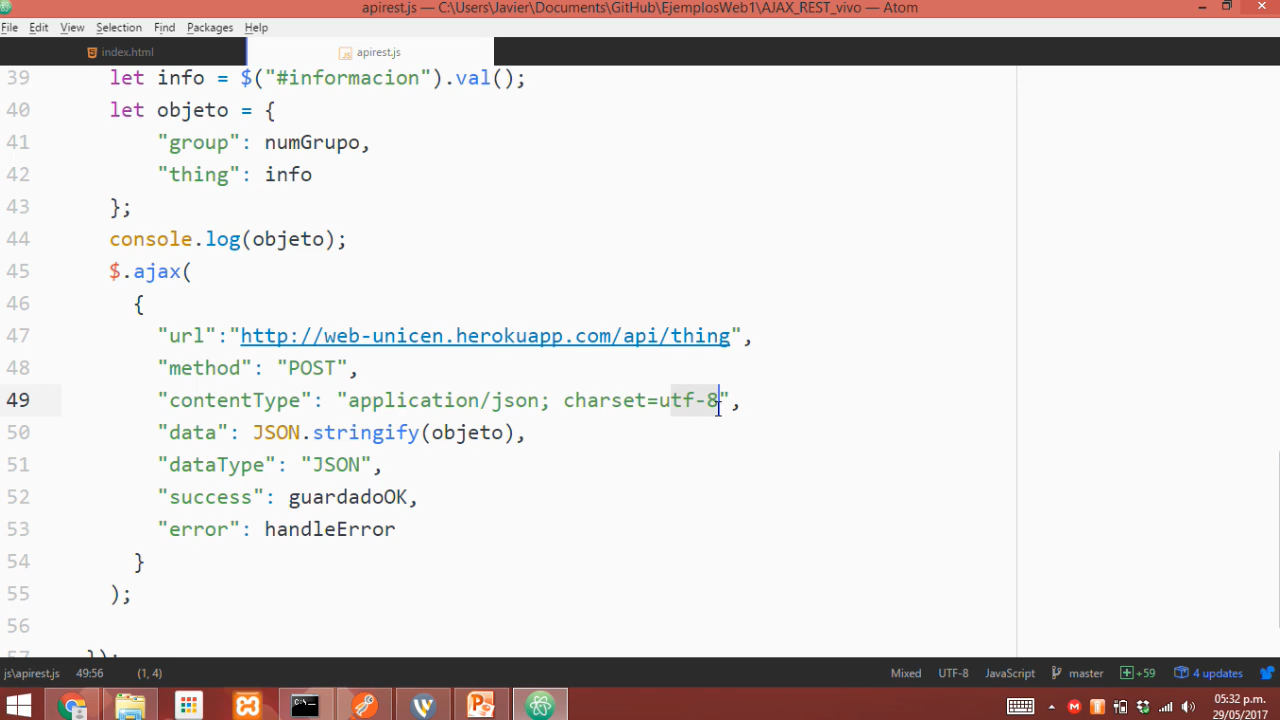 apirest.js — C:\Users\Javier\Documents\GitHub\EjemplosWeb1\AJAX_REST_vivo — Atom
File Edit View Selection Find Packages Help
index.html apirest.js
39 let info = $("#informacion").val();
40 let objeto = {
41 "group": numGrupo,
42 "thing": info
43 };
44 console.log(objeto);
45 $.ajax(
46 {
47 "url":"http://web-unicen.herokuapp.com/api/thing",
48 "method": "POST",
49 "contentType": "application/json; charset=utf-8",
50 "data": JSON.stringify(objeto),
51 "dataType": "JSON",
52 "success": guardadoOK,
53 "error": handleError
54 }
55 );
56
57 });
js\apirest.js 49:56 (1, 4) Mixed UTF-8 JavaScript master +59 4 updates
05:32 p.m.
29/05/2017